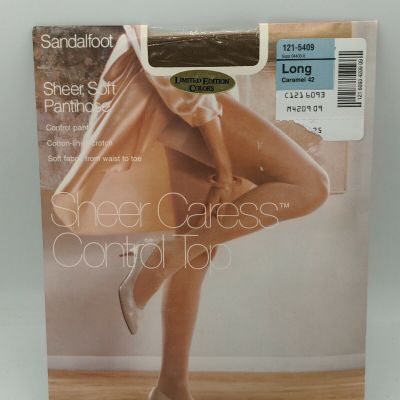 Sandalfoot
Sheer, Soft
Pantihose
Control panty
Cotton-lined crotch
Soft fabric from waist to toe
LIMITED EDITION
COLORS
121-5409
Long
Caramel 42
C1216093
M420909
Sheer Caress™
Control Top